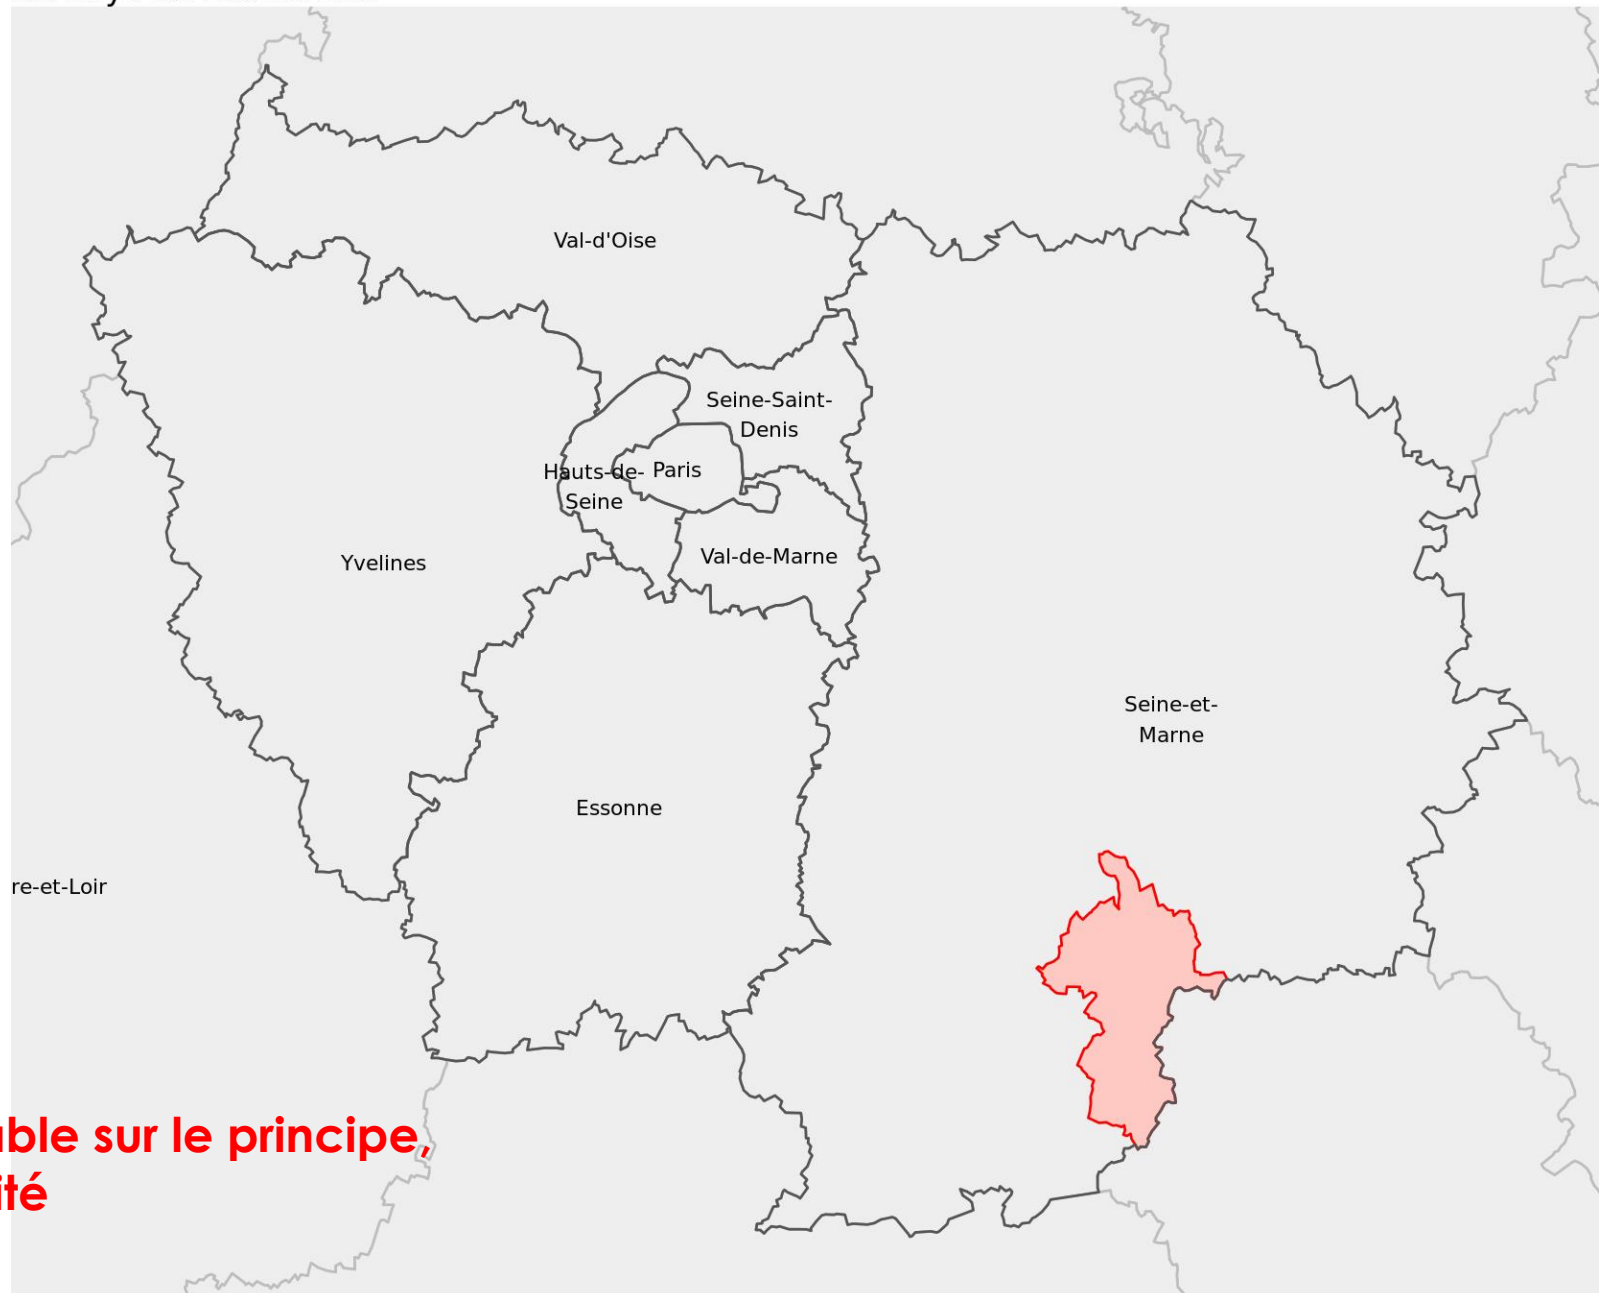 Val-d'Oise
Seine-Saint-
Denis
Hauts-de-
Seine
Paris
Val-de-Marne
Yvelines
Seine-et-
Marne
Essonne
re-et-Loir
able sur le principe,
ité